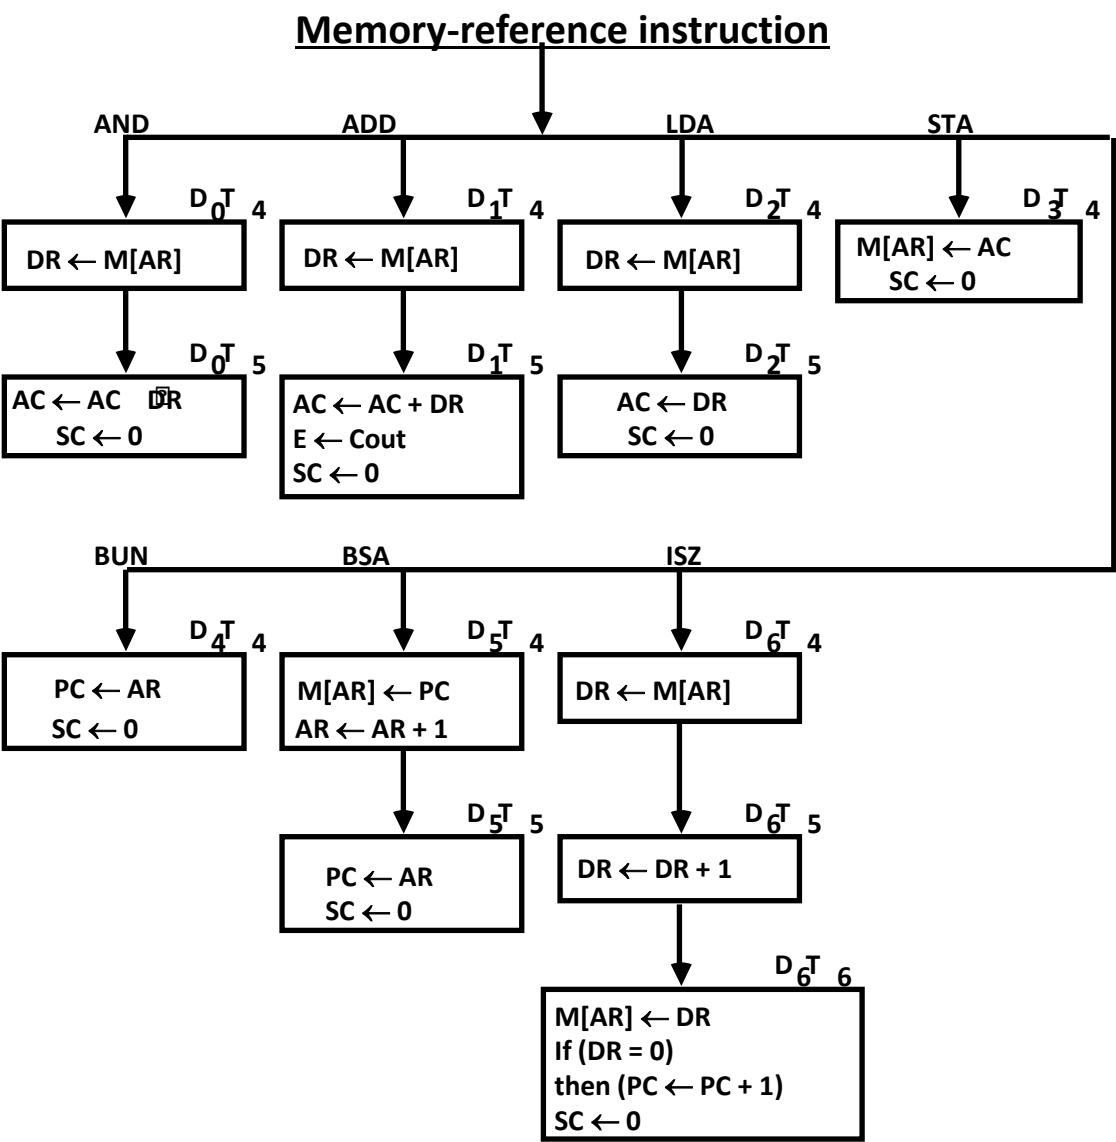 Memory-reference instruction
AND ADD LDA STA
D0T4 D1T4 D2T4 D3T4
DR ← M[AR]
DR ← M[AR]
DR ← M[AR]
M[AR] ← AC
SC ← 0
D0T5 D1T5 D2T5
AC ← AC DR
SC ← 0
AC ← AC + DR
E ← Cout
SC ← 0
AC ← DR
SC ← 0
BUN BSA ISZ
D4T4 D5T4 D6T4
PC ← AR
SC ← 0
M[AR] ← PC
AR ← AR + 1
DR ← M[AR]
D5T5 D6T5
PC ← AR
SC ← 0
DR ← DR + 1
D6T6
M[AR] ← DR
If (DR = 0)
then (PC ← PC + 1)
SC ← 0